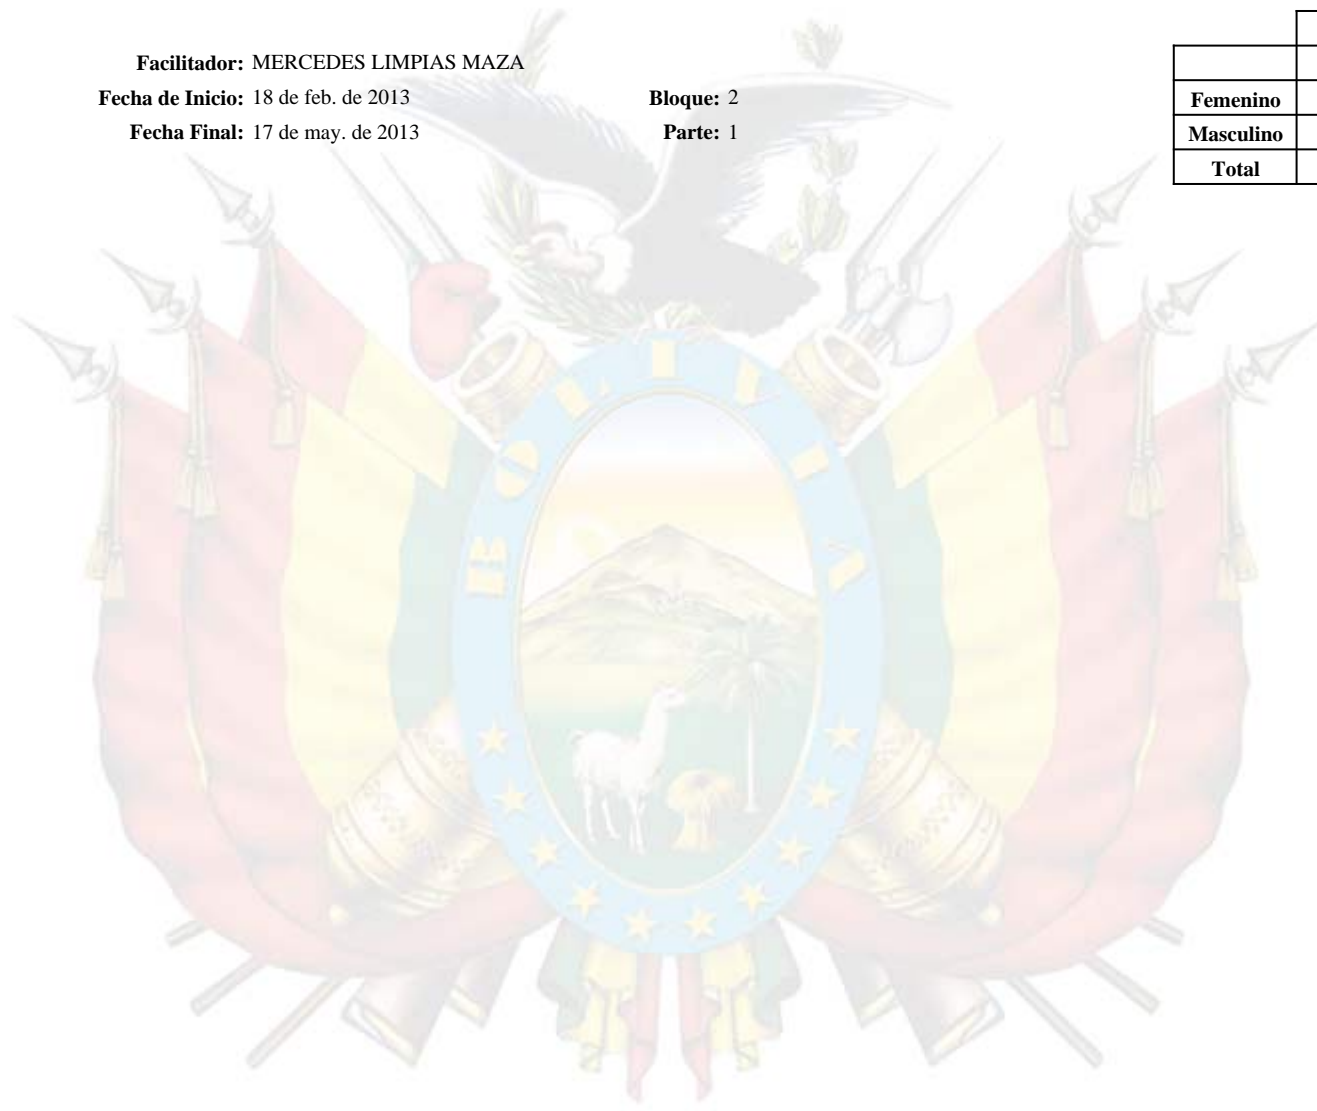 Facilitador: MERCEDES LIMPIAS MAZA
Fecha de Inicio: 18 de feb. de 2013 Bloque: 2
Fecha Final: 17 de may. de 2013 Parte: 1
Femenino
Masculino
Total
BOLIVIA